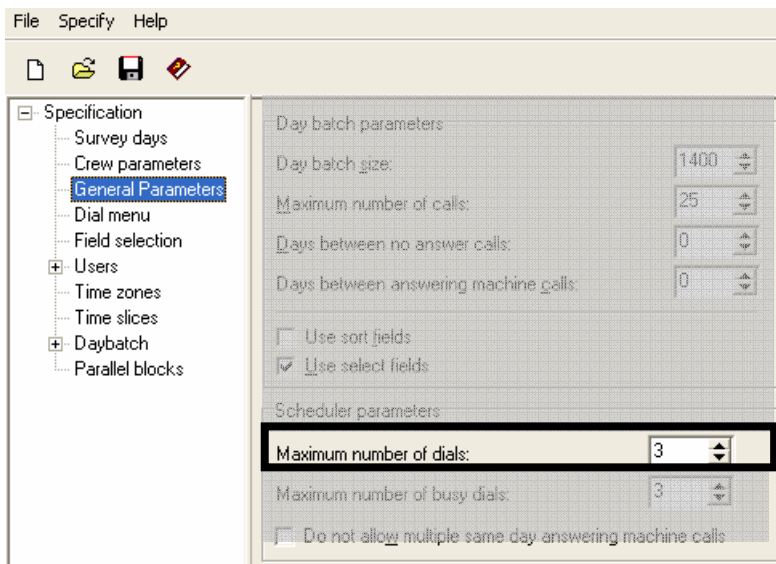 File Specify Help
Specification
Survey days
Crew parameters
General Parameters
Dial menu
Field selection
Users
Time zones
Time slices
Daybatch
Parallel blocks
Day batch parameters
Day batch size: 1400
Maximum number of calls: 25
Days between no answer calls: 0
Days between answering machine calls: 0
Use sort fields
Use select fields
Scheduler parameters
Maximum number of dials: 3
Maximum number of busy dials: 3
Do not allow multiple same day answering machine calls